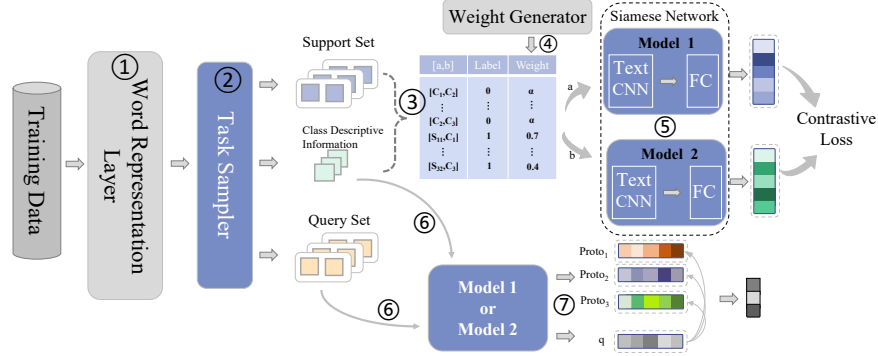 Training Data
①
Word Representation
Layer
②
Task Sampler
Support Set
Class Descriptive
Information
Query Set
③
Weight Generator
④
[a,b] Label Weight
[C₁,C₂] 0 α
⋮ ⋮ ⋮
[C₂,C₃] 0 α
[S₁₁,C₁] 1 0.7
⋮ ⋮ ⋮
[S₃₂,C₃] 1 0.4
a
b
Siamese Network
Model 1
Text
CNN
FC
⑤
Model 2
Text
CNN
FC
Contrastive
Loss
⑥
⑥
Model 1
or
Model 2
⑦
Proto₁
Proto₂
Proto₃
q